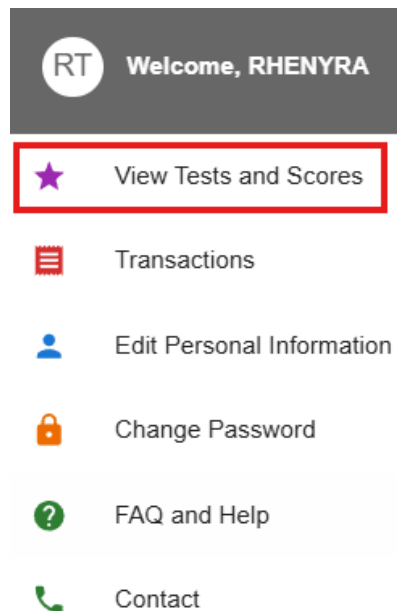 RT
Welcome, RHENYRA
View Tests and Scores
Transactions
Edit Personal Information
Change Password
?
FAQ and Help
Contact